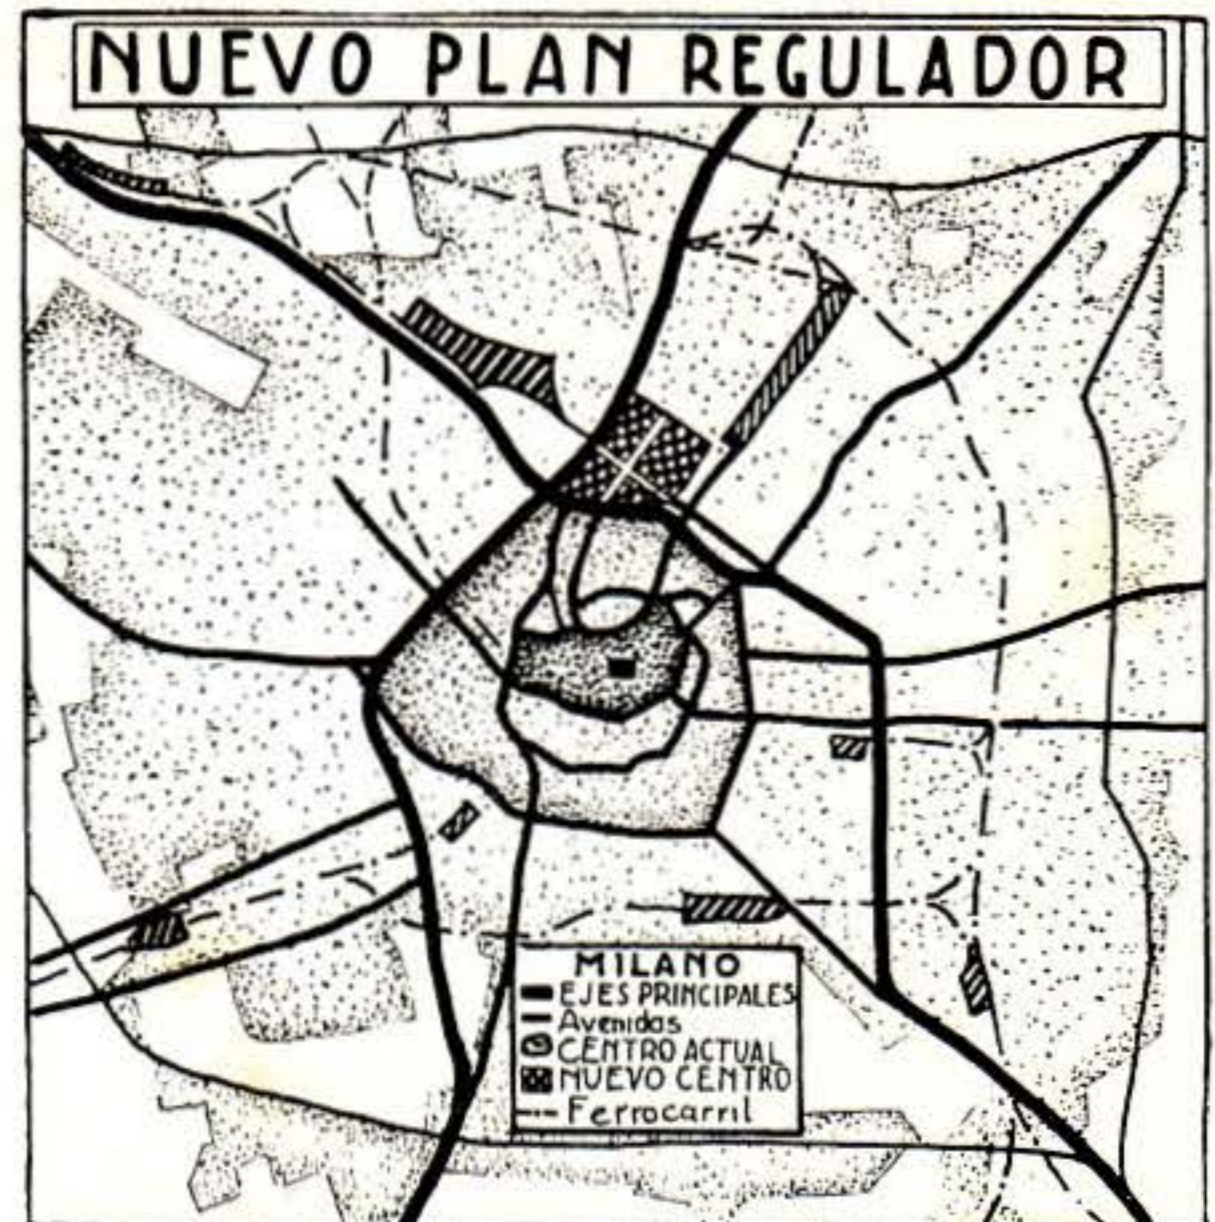 NUEVO PLAN REGULADOR
MILANO
EJES PRINCIPALES
Avenidas
CENTRO ACTUAL
NUEVO CENTRO
Ferrocarril